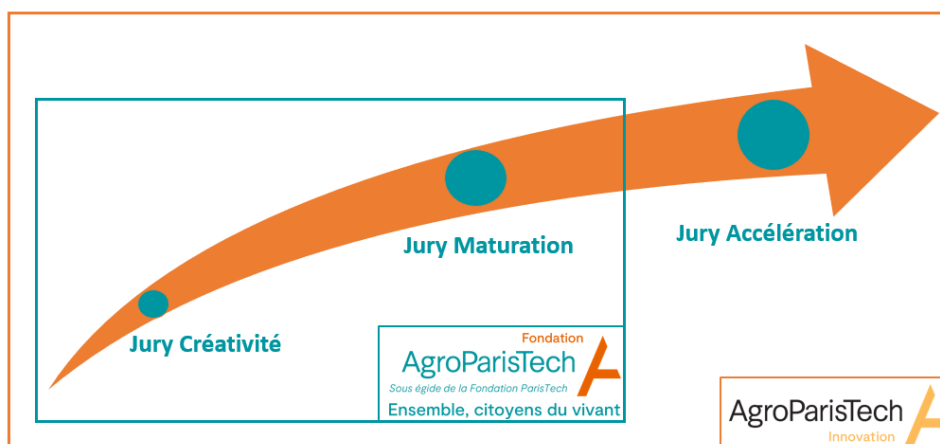 Jury Créativité
Jury Maturation
Jury Accélération
Fondation
AgroParisTech
Sous égide de la Fondation ParisTech
Ensemble, citoyens du vivant
AgroParisTech
Innovation